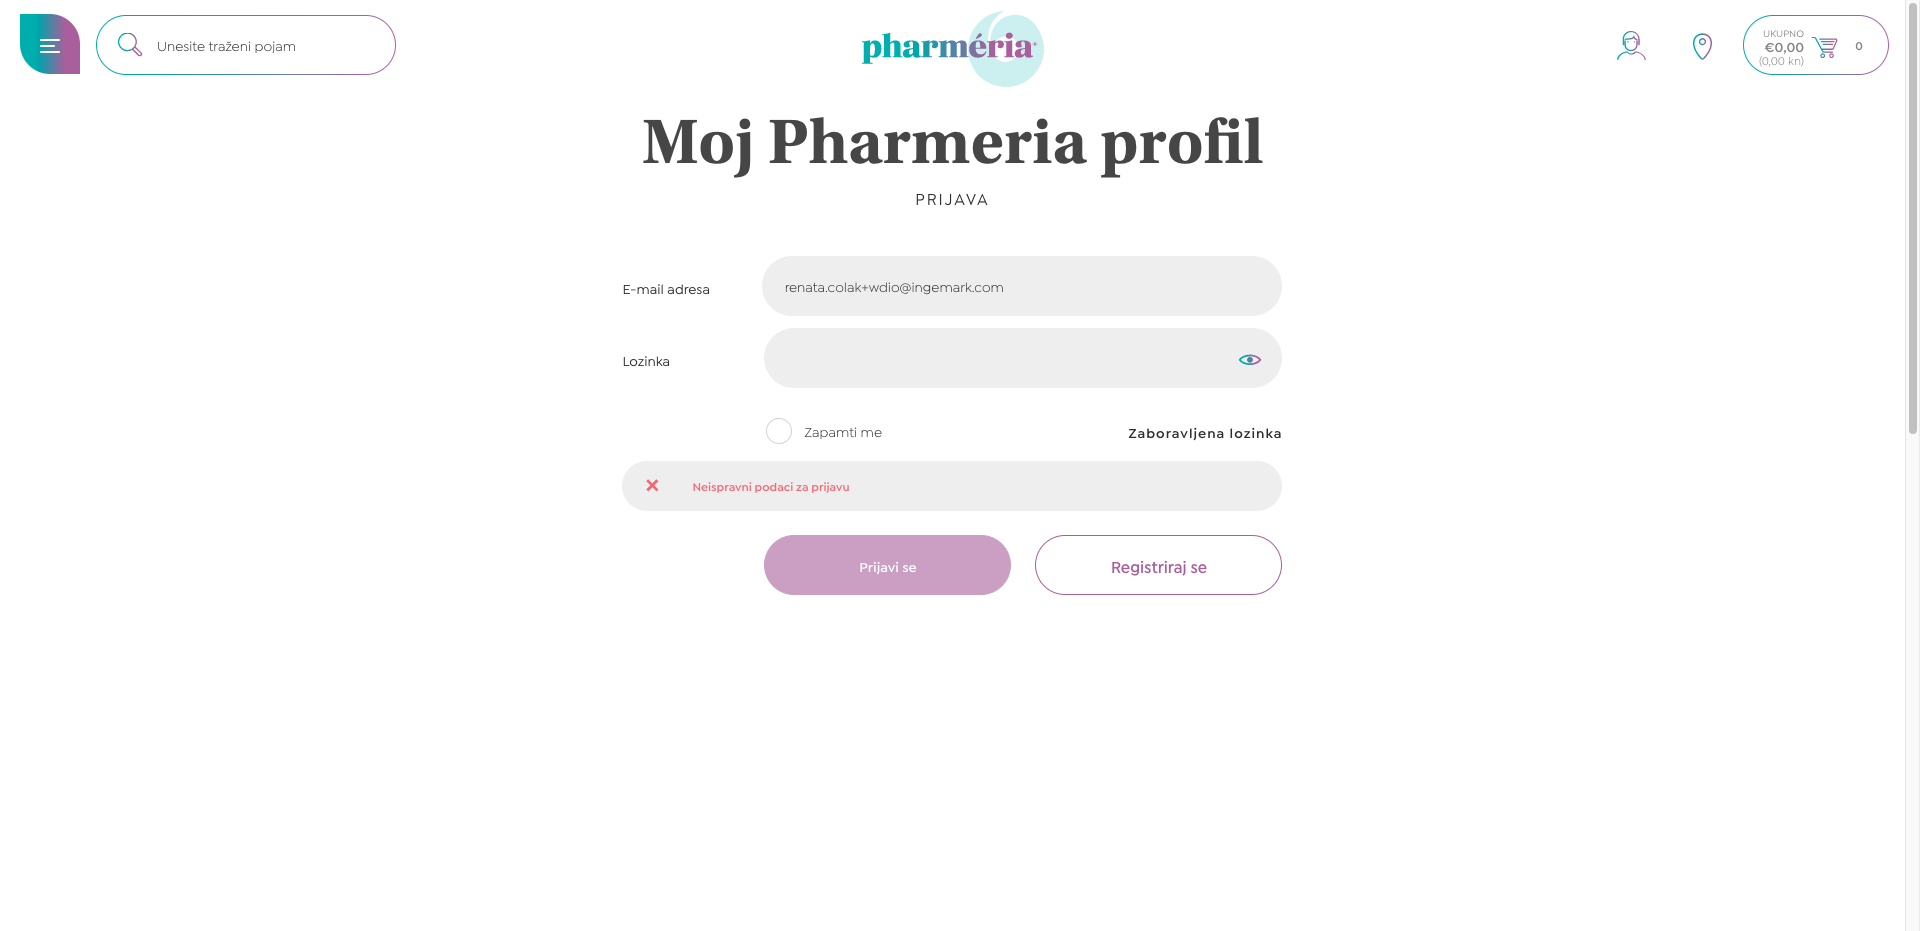 Unesite traženi pojam
pharméria
UKUPNO
€0,00
(0,00 kn)
0
Moj Pharmeria profil
PRIJAVA
E-mail adresa
renata.colak+wdio@ingemark.com
Lozinka
Zapamti me
Zaboravljena lozinka
Neispravni podaci za prijavu
Prijavi se
Registriraj se